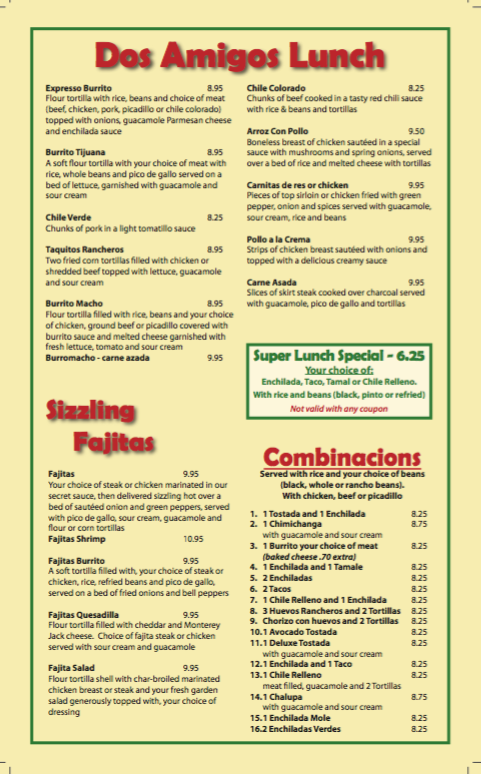 Dos Amigos Lunch
Expresso Burrito 8.95
Flour tortilla with rice, beans and choice of meat
(beef, chicken, pork, picadillo or chile colorado)
topped with onions, guacamole Parmesan cheese
and enchilada sauce
Burrito Tijuana 8.95
A soft flour tortilla with your choice of meat with
rice, whole beans and pico de gallo served on a
bed of lettuce, garnished with guacamole and
sour cream
Chile Verde 8.25
Chunks of pork in a light tomatillo sauce
Taquitos Rancheros 8.95
Two fried corn tortillas filled with chicken or
shredded beef topped with lettuce, guacamole
and sour cream
Burrito Macho 8.95
Flour tortilla filled with rice, beans and your choice
of chicken, ground beef or picadillo covered with
burrito sauce and melted cheese garnished with
fresh lettuce, tomato and sour cream
Burromacho - carne azada 9.95
Sizzling
Fajitas
Fajitas 9.95
Your choice of steak or chicken marinated in our
secret sauce, then delivered sizzling hot over a
bed of sautéed onion and green peppers, served
with pico de gallo, sour cream, guacamole and
flour or corn tortillas
Fajitas Shrimp 10.95
Fajitas Burrito 9.95
A soft tortilla filled with, your choice of steak or
chicken, rice, refried beans and pico de gallo,
served on a bed of fried onions and bell peppers
Fajitas Quesadilla 9.95
Flour tortilla filled with cheddar and Monterey
Jack cheese. Choice of fajita steak or chicken
served with sour cream and guacamole
Fajita Salad 9.95
Flour tortilla shell with char-broiled marinated
chicken breast or steak and your fresh garden
salad generously topped with, your choice of
dressing
Chile Colorado 8.25
Chunks of beef cooked in a tasty red chili sauce
with rice & beans and tortillas
Arroz Con Pollo 9.50
Boneless breast of chicken sautéed in a special
sauce with mushrooms and spring onions, served
over a bed of rice and melted cheese with tortillas
Carnitas de res or chicken 9.95
Pieces of top sirloin or chicken fried with green
pepper, onion and spices served with guacamole,
sour cream, rice and beans
Pollo a la Crema 9.95
Strips of chicken breast sautéed with onions and
topped with a delicious creamy sauce
Carne Asada 9.95
Slices of skirt steak cooked over charcoal served
with guacamole, pico de gallo and tortillas
Super Lunch Special - 6.25
Your choice of:
Enchilada, Taco, Tamal or Chile Relleno.
With rice and beans (black, pinto or refried)
Not valid with any coupon
Combinacions
Served with rice and your choice of beans
(black, whole or rancho beans).
With chicken, beef or picadillo
1. 1 Tostada and 1 Enchilada 8.25
2. 1 Chimichanga 8.75
with guacamole and sour cream
3. 1 Burrito your choice of meat 8.25
(baked cheese .70 extra)
4. 1 Enchilada and 1 Tamale 8.25
5. 2 Enchiladas 8.25
6. 2 Tacos 8.25
7. 1 Chile Relleno and 1 Enchilada 8.25
8. 3 Huevos Rancheros and 2 Tortillas 8.25
9. Chorizo con huevos and 2 Tortillas 8.25
10.1 Avocado Tostada 8.25
11.1 Deluxe Tostada 8.25
with guacamole and sour cream
12.1 Enchilada and 1 Taco 8.25
13.1 Chile Relleno 8.25
meat filled, guacamole and 2 Tortillas
14.1 Chalupa 8.75
with guacamole and sour cream
15.1 Enchilada Mole 8.25
16.2 Enchiladas Verdes 8.25